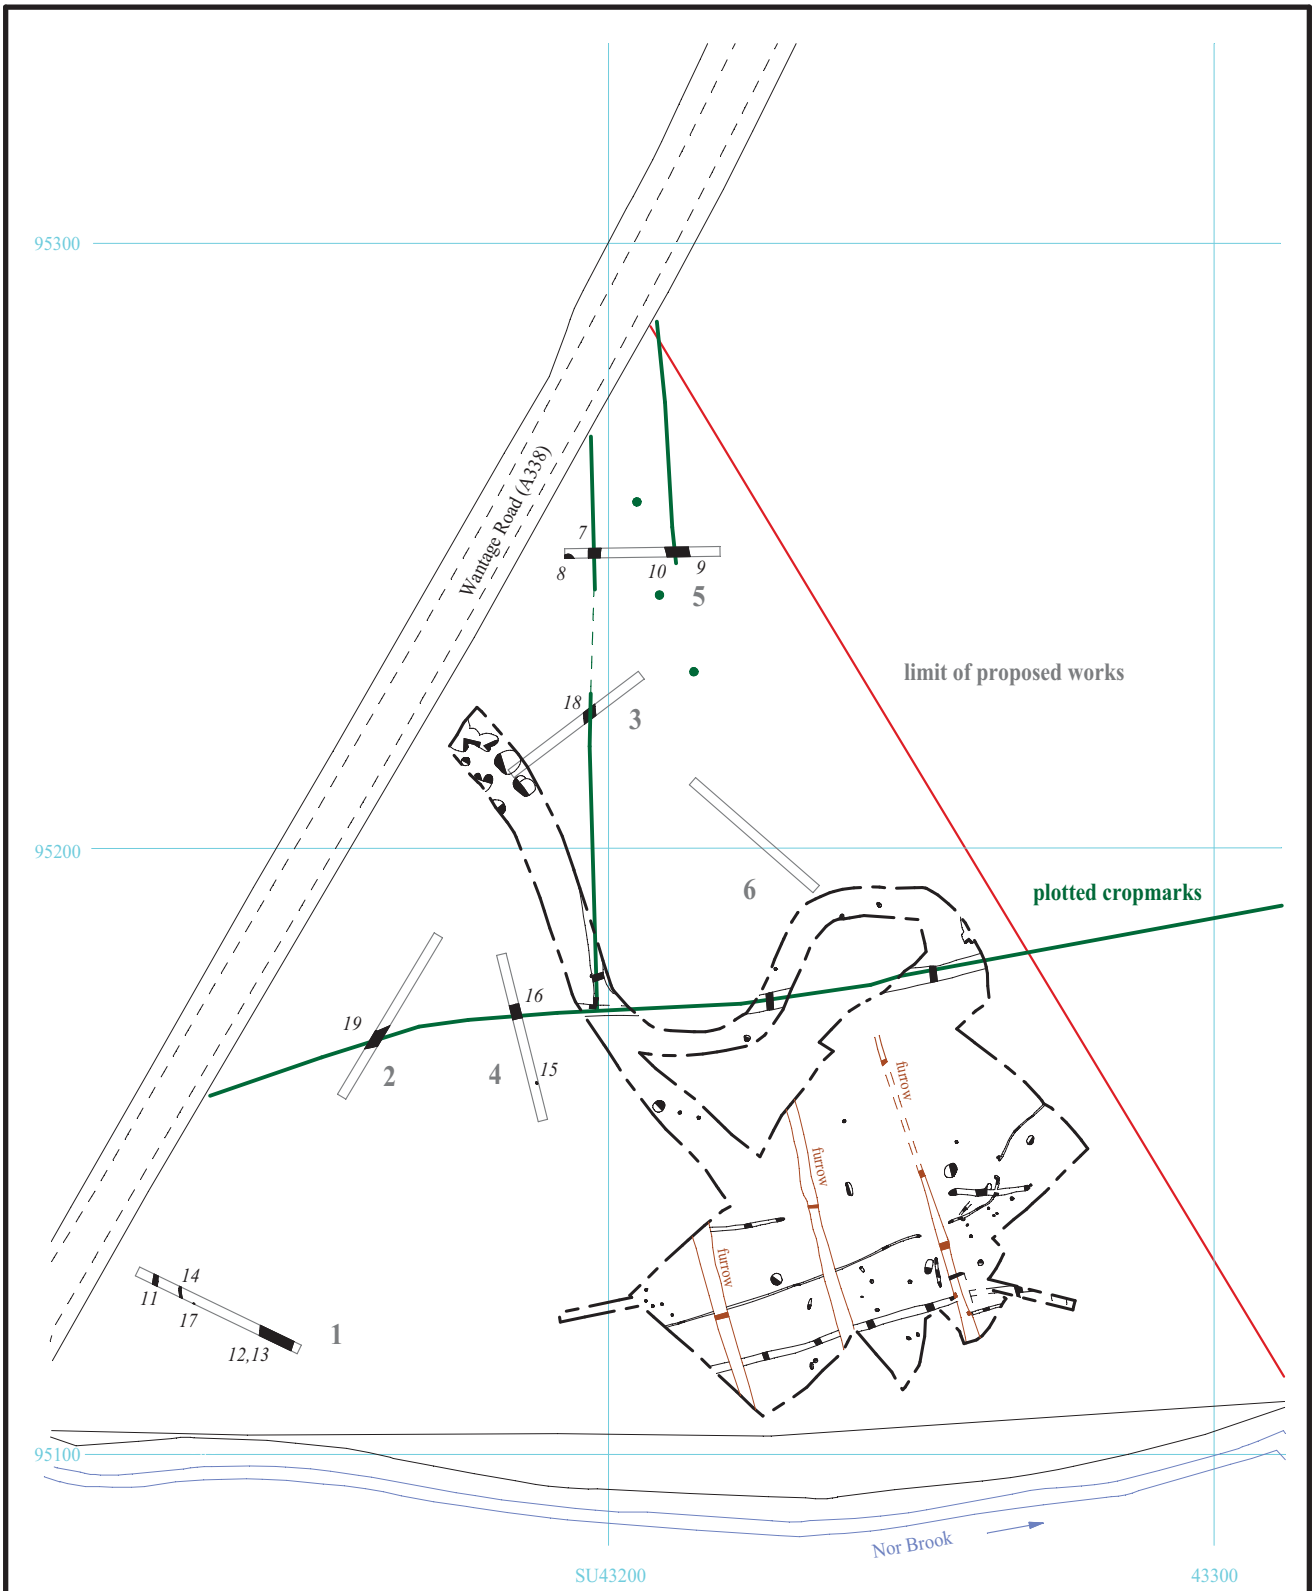 95300
Wantage Road (A338)
7
8
10
9
5
limit of proposed works
18
3
95200
6
plotted cropmarks
16
19
2
4
15
furrow
furrow
furrow
14
11
17
1
12,13
95100
Nor Brook
SU43200
43300